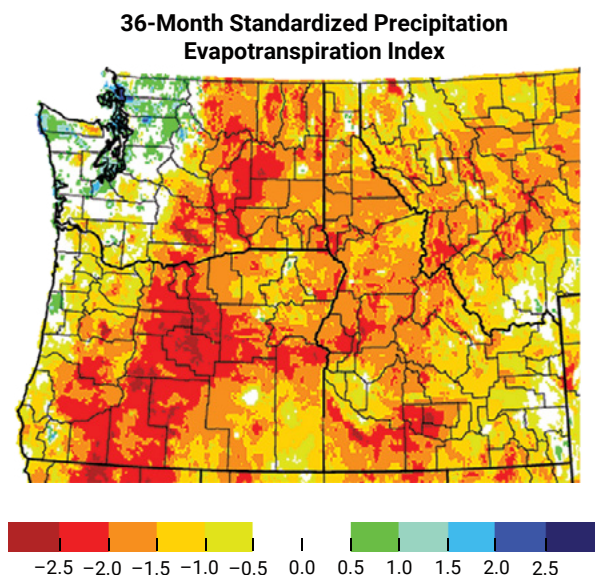 36-Month Standardized Precipitation
Evapotranspiration Index
−2.5 −2.0 −1.5 −1.0 −0.5 0.0 0.5 1.0 1.5 2.0 2.5